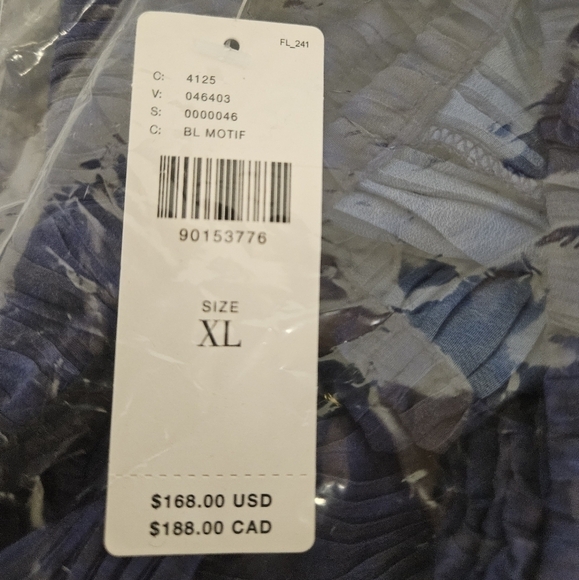 FL_241
C: 4125
V: 046403
S: 0000046
C: BL MOTIF
90153776
SIZE
XL
$168.00 USD
$188.00 CAD